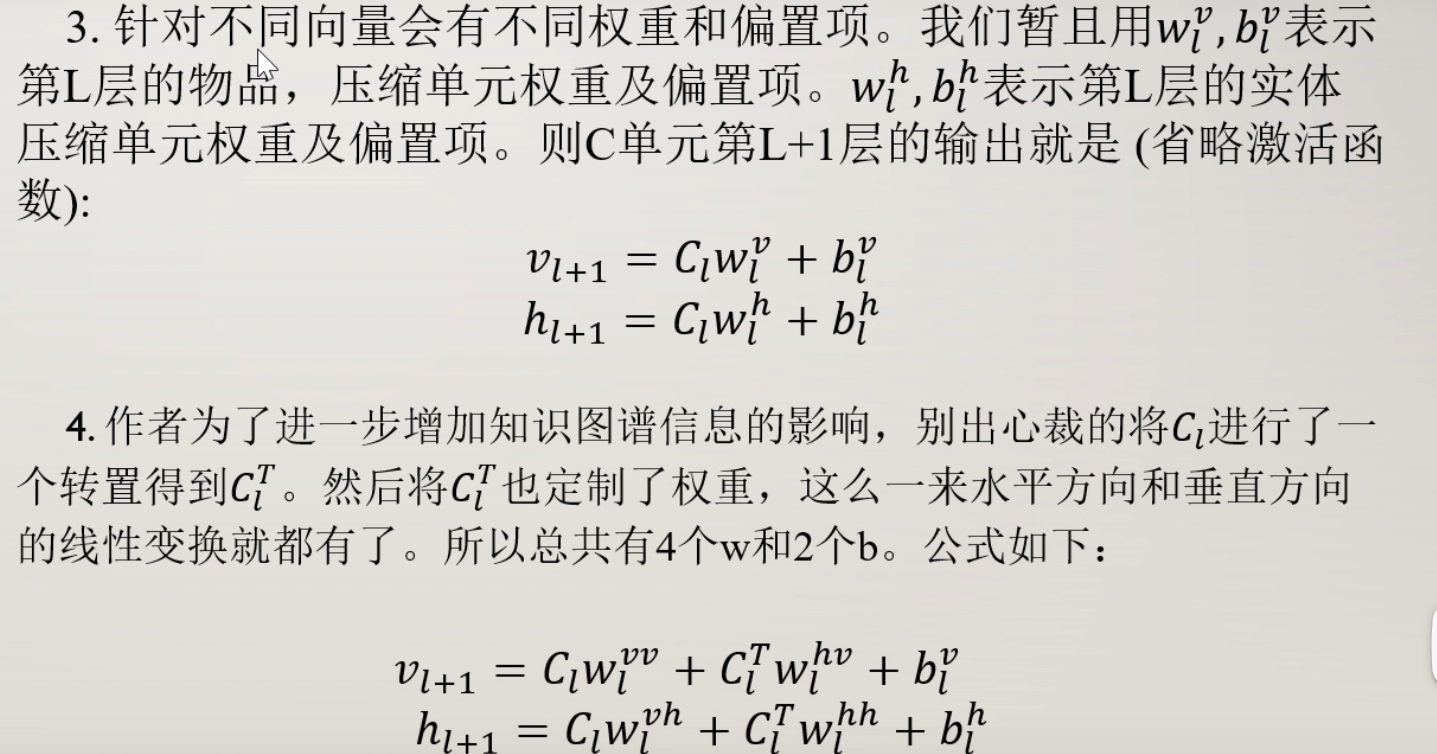 3. 针对不同向量会有不同权重和偏置项。我们暂且用$w_l^v, b_l^v$表示
第L层的物品，压缩单元权重及偏置项。$w_l^h, b_l^h$表示第L层的实体
压缩单元权重及偏置项。则C单元第L+1层的输出就是 (省略激活函
数):
$v_{l+1} = C_l w_l^v + b_l^v$
$h_{l+1} = C_l w_l^h + b_l^h$
4. 作者为了进一步增加知识图谱信息的影响，别出心裁的将$C_l$进行了一
个转置得到$C_l^T$。然后将$C_l^T$也定制了权重，这么一来水平方向和垂直方向
的线性变换就都有了。所以总共有4个w和2个b。公式如下：
$v_{l+1} = C_l w_l^{vv} + C_l^T w_l^{hv} + b_l^v$
$h_{l+1} = C_l w_l^{vh} + C_l^T w_l^{hh} + b_l^h$